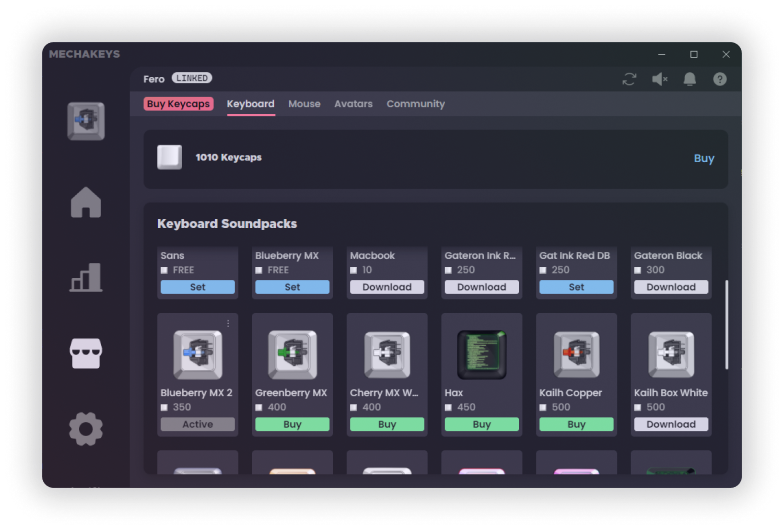 MECHAKEYS
Fero LINKED
Buy Keycaps Keyboard Mouse Avatars Community
1010 Keycaps Buy
Keyboard Soundpacks
Sans Blueberry MX Macbook Gateron Ink R... Gat Ink Red DB Gateron Black
FREE FREE 10 250 250 300
Set Set Download Download Set Download
Blueberry MX 2 Greenberry MX Cherry MX W... Hax Kailh Copper Kailh Box White
350 400 400 450 500 500
Active Buy Buy Buy Buy Download